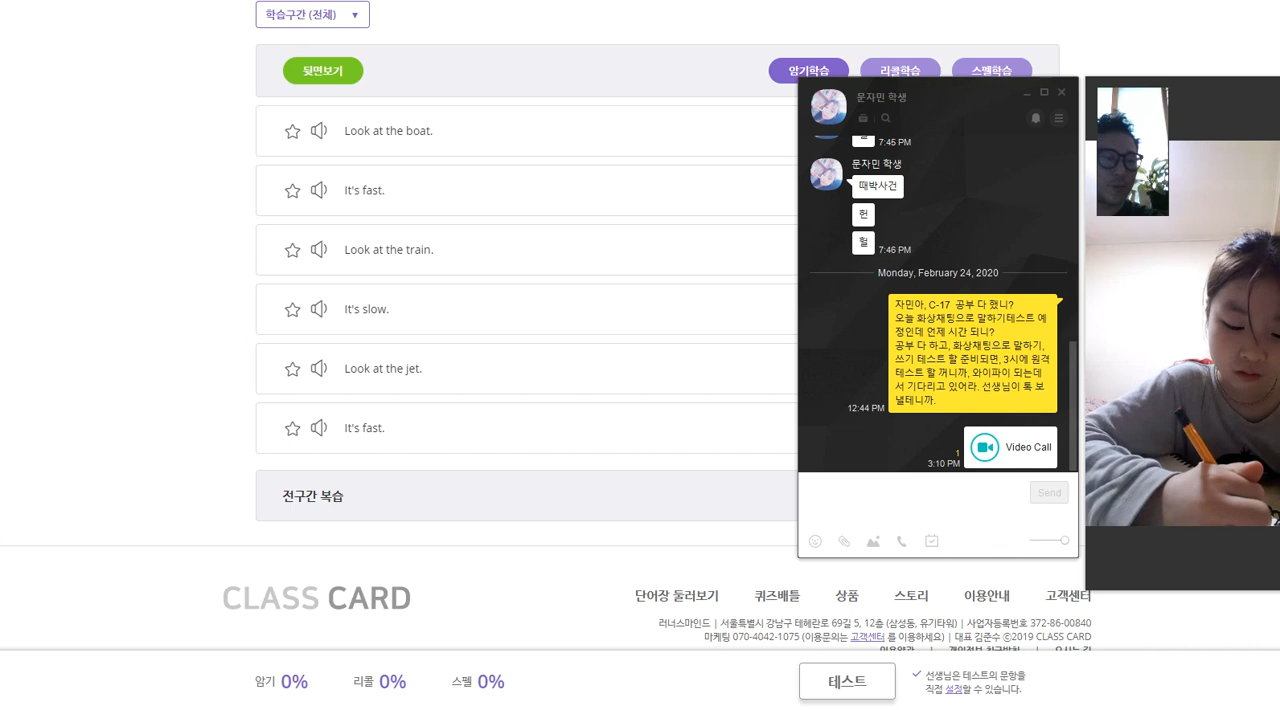 학습구간 (전체) ▼
뒷면보기
암기학습
리콜학습
스펠학습
Look at the boat.
It's fast.
Look at the train.
It's slow.
Look at the jet.
It's fast.
전구간 복습
문자민 학생
7:45 PM
문자민 학생
때박사건
헌
헐
7:46 PM
Monday, February 24, 2020
자민아, C-17 공부 다 했니?
오늘 화상채팅으로 말하기테스트 예
정인데 언제 시간 되니?
공부 다 하고, 화상채팅으로 말하기,
쓰기 테스트 할 준비되면, 3시에 원격
테스트 할 꺼니까, 와이파이 되는데
서 기다리고 있어라. 선생님이 톡 보
낼테니까.
12:44 PM
Video Call
1
3:10 PM
Send
CLASS CARD
단어장 둘러보기
퀴즈배틀
상품
스토리
이용안내
고객센터
러너스마인드 | 서울특별시 강남구 테헤란로 69길 5, 12층 (삼성동, 유기타워) | 사업자등록번호 372-86-00840
마케팅 070-4042-1075 (이용문의는 고객센터 를 이용하세요) | 대표 김준수 ⓒ2019 CLASS CARD
암기 0%
리콜 0%
스펠 0%
테스트
선생님은 테스트의 문항을
직접 설정할 수 있습니다.